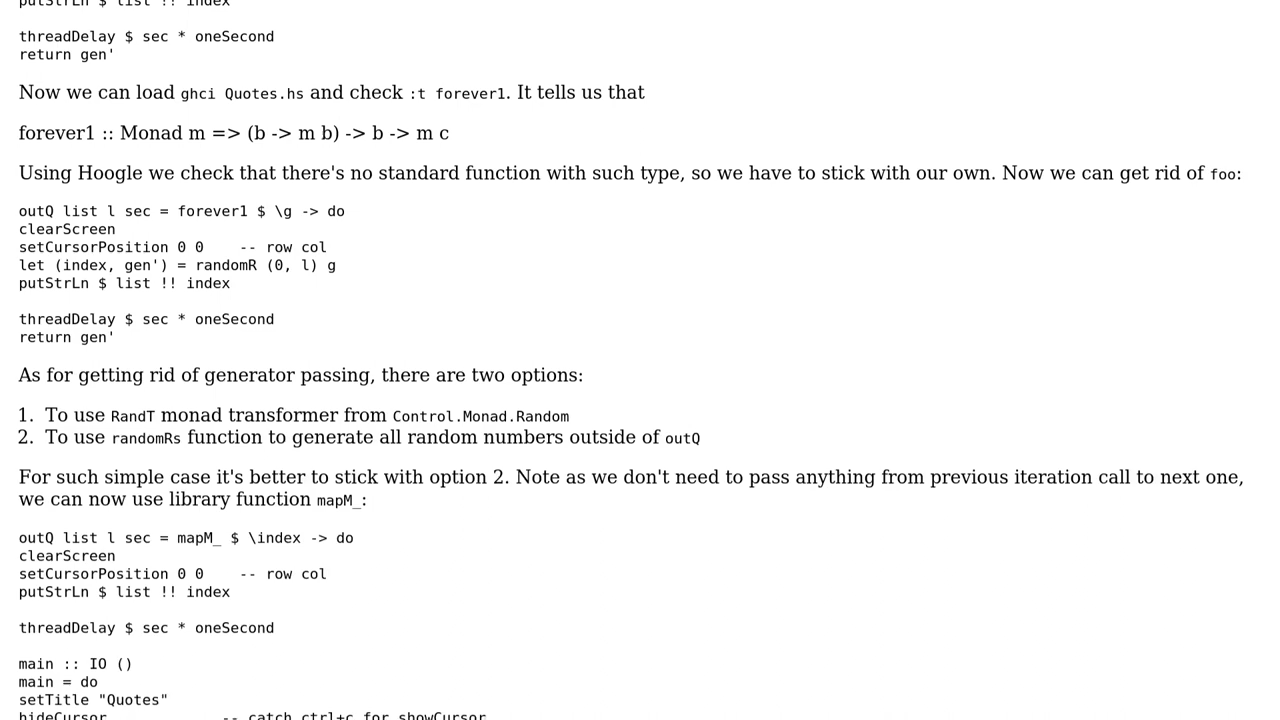 putStrLn $ list !! index
threadDelay $ sec * oneSecond
return gen'
Now we can load ghci Quotes.hs and check :t forever1. It tells us that
forever1 :: Monad m => (b -> m b) -> b -> m c
Using Hoogle we check that there's no standard function with such type, so we have to stick with our own. Now we can get rid of foo:
outQ list l sec = forever1 $ \g -> do
clearScreen
setCursorPosition 0 0    -- row col
let (index, gen') = randomR (0, l) g
putStrLn $ list !! index
threadDelay $ sec * oneSecond
return gen'
As for getting rid of generator passing, there are two options:
1. To use RandT monad transformer from Control.Monad.Random
2. To use randomRs function to generate all random numbers outside of outQ
For such simple case it's better to stick with option 2. Note as we don't need to pass anything from previous iteration call to next one,
we can now use library function mapM_:
outQ list l sec = mapM_ $ \index -> do
clearScreen
setCursorPosition 0 0    -- row col
putStrLn $ list !! index
threadDelay $ sec * oneSecond
main :: IO ()
main = do
setTitle "Quotes"
hideCursor             -- catch ctrl+c for showCursor